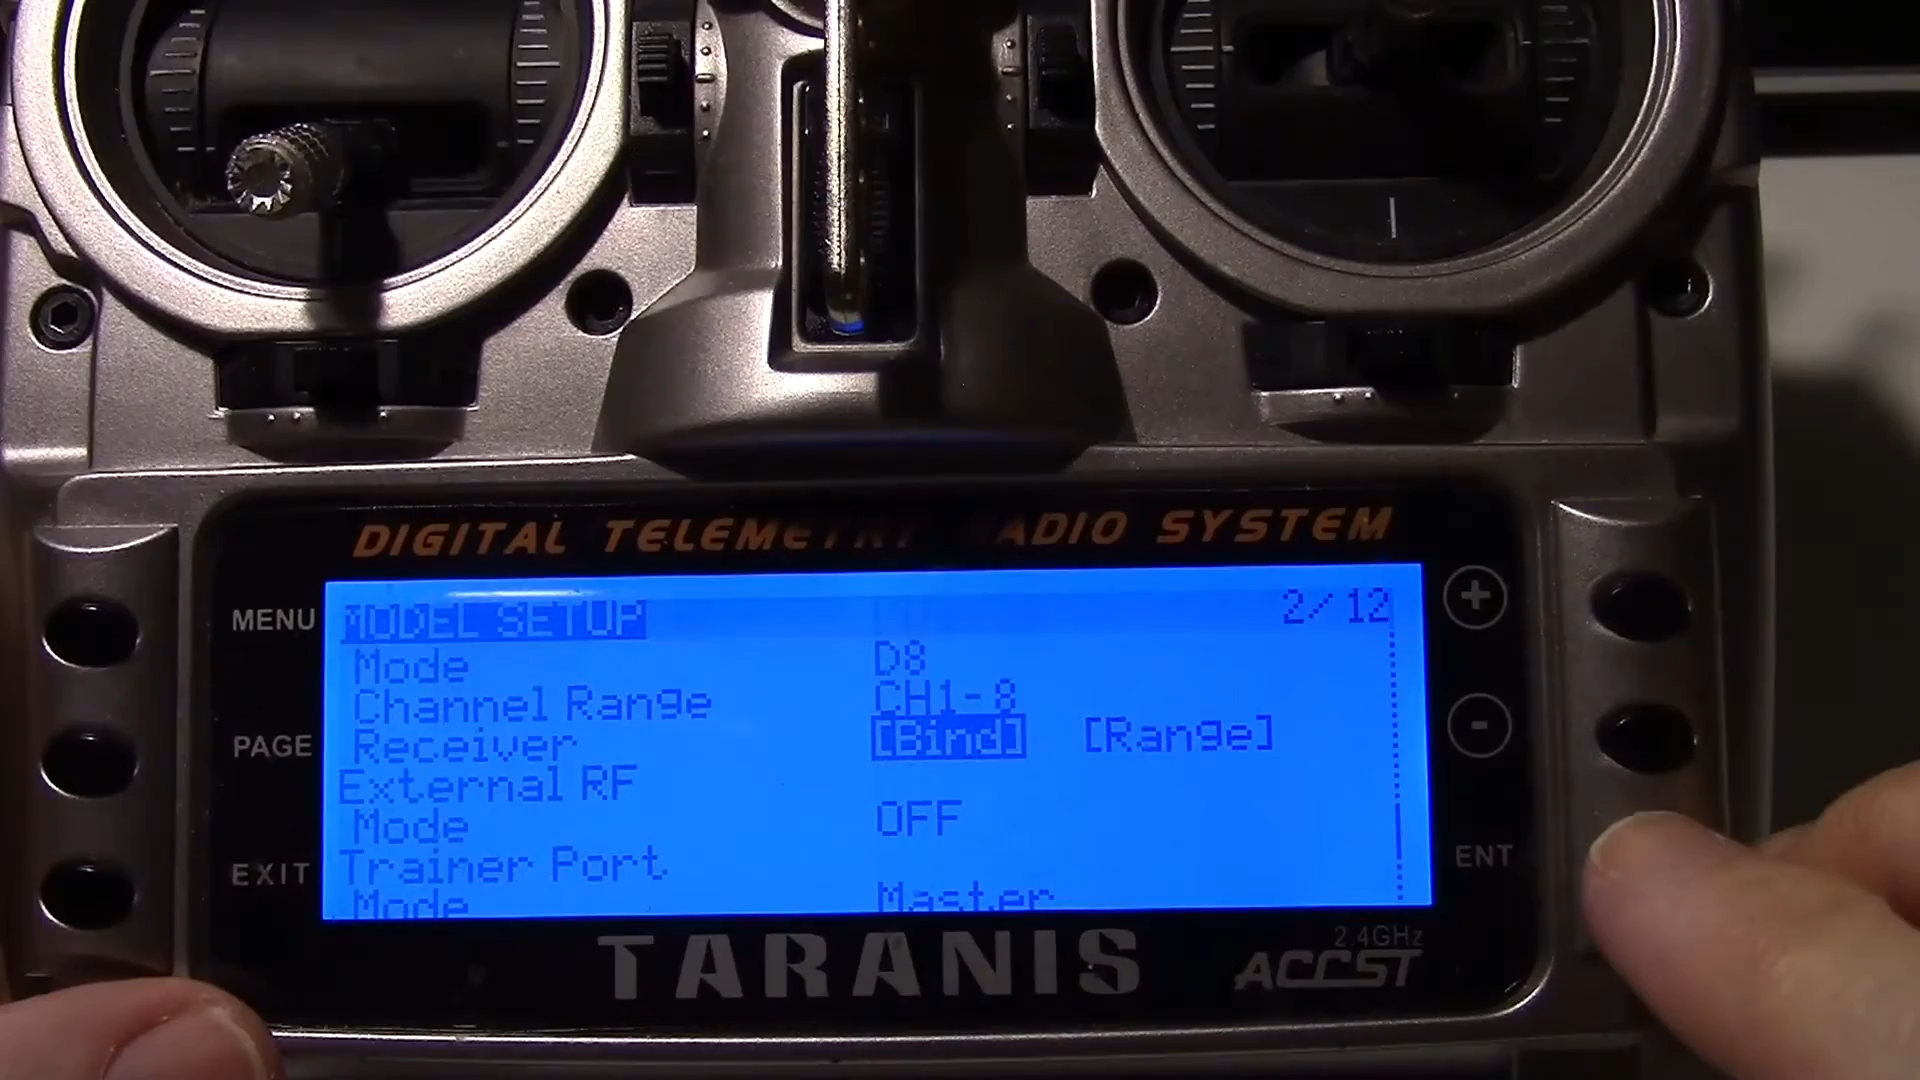 DIGITAL TELEMETRY RADIO SYSTEM
MENU
PAGE
EXIT
MODEL SETUP 2/12
Mode D8
Channel Range CH1-8
Receiver [Bind] [Range]
External RF
Mode OFF
Trainer Port
Mode Master
+
-
ENT
TARANIS
2.4GHz
ACCST